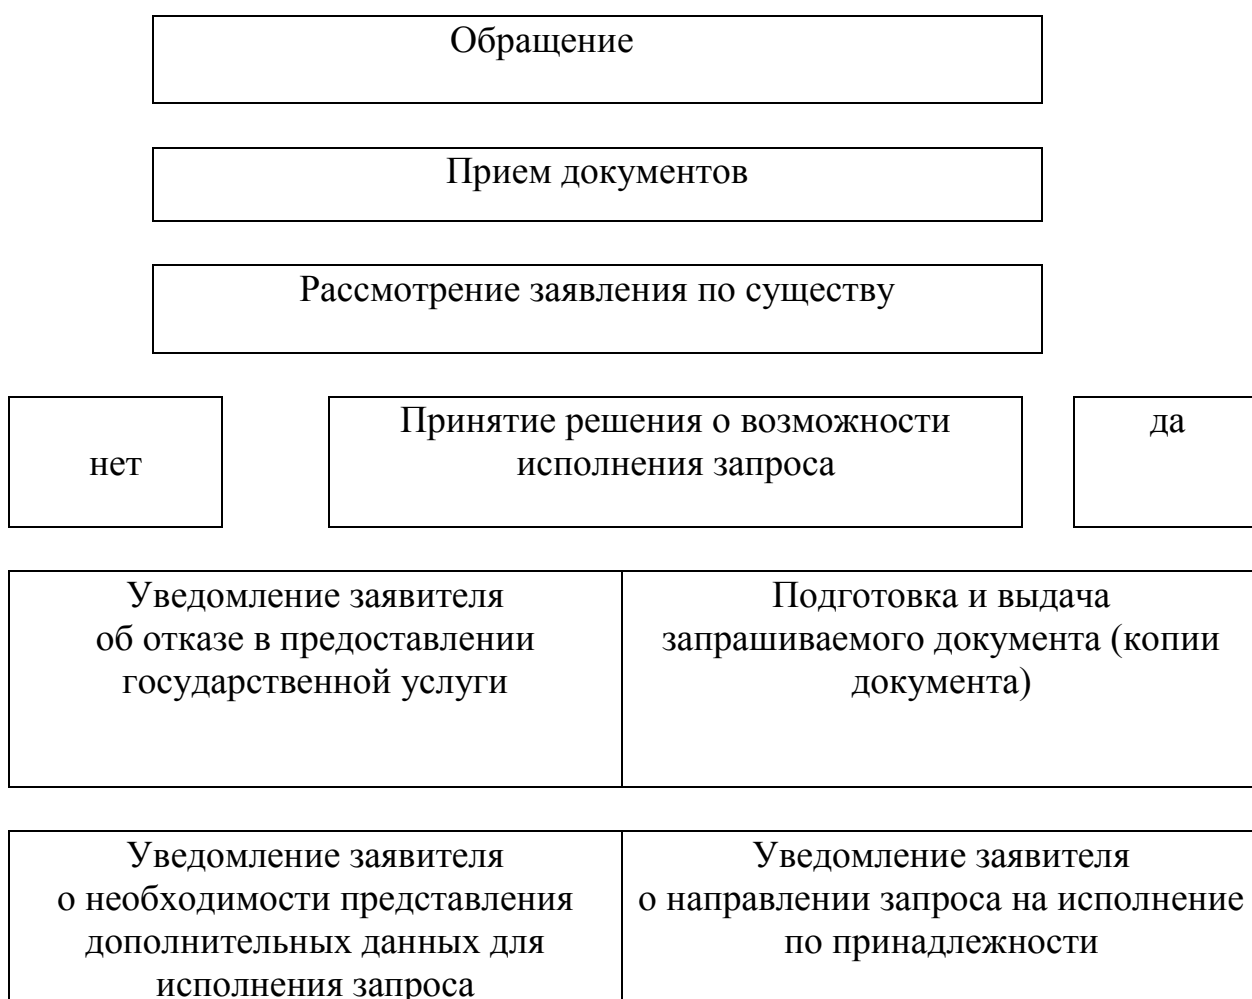 Обращение
Прием документов
Рассмотрение заявления по существу
нет
Принятие решения о возможности
исполнения запроса
да
Уведомление заявителя
об отказе в предоставлении
государственной услуги
Подготовка и выдача
запрашиваемого документа (копии
документа)
Уведомление заявителя
о необходимости представления
дополнительных данных для
исполнения запроса
Уведомление заявителя
о направлении запроса на исполнение
по принадлежности